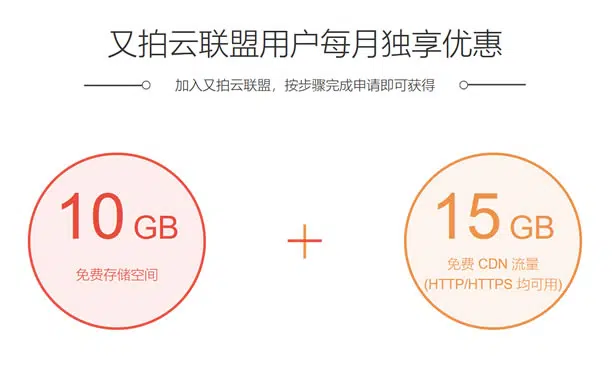 又拍云联盟用户每月独享优惠
加入又拍云联盟，按步骤完成申请即可获得
10 GB
免费存储空间
+
15 GB
免费 CDN 流量
(HTTP/HTTPS 均可用)